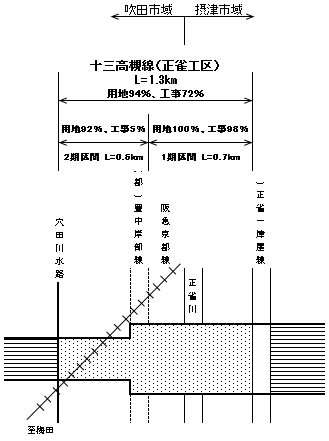 吹田市域
摂津市域
十三高槻線(正雀工区)
L=1.3km
用地94%、工事72%
用地92%、工事5%
用地100%、工事98%
2期区間 L=0.6km
1期区間 L=0.7km
穴田川水路
(都)豊中岸部線
阪急京都線
正雀川
(
)正雀一津屋線
至梅田